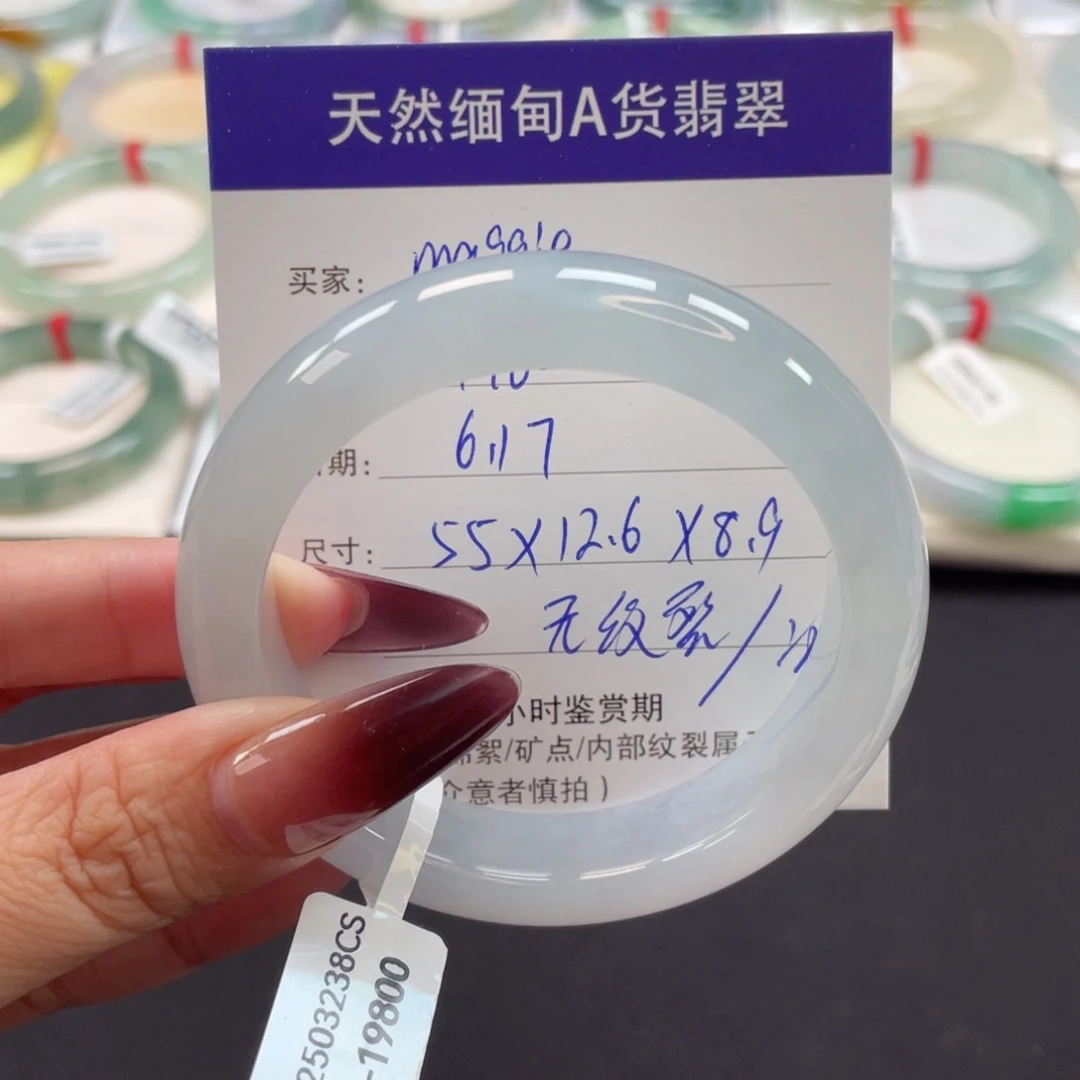 天然缅甸A货翡翠
买家:
期: 6.17
尺寸: 55X12.6X8.9
无纹裂/
小时鉴赏期
棉絮/矿点/内部纹裂属
介意者慎拍)
2503238CS
-19800